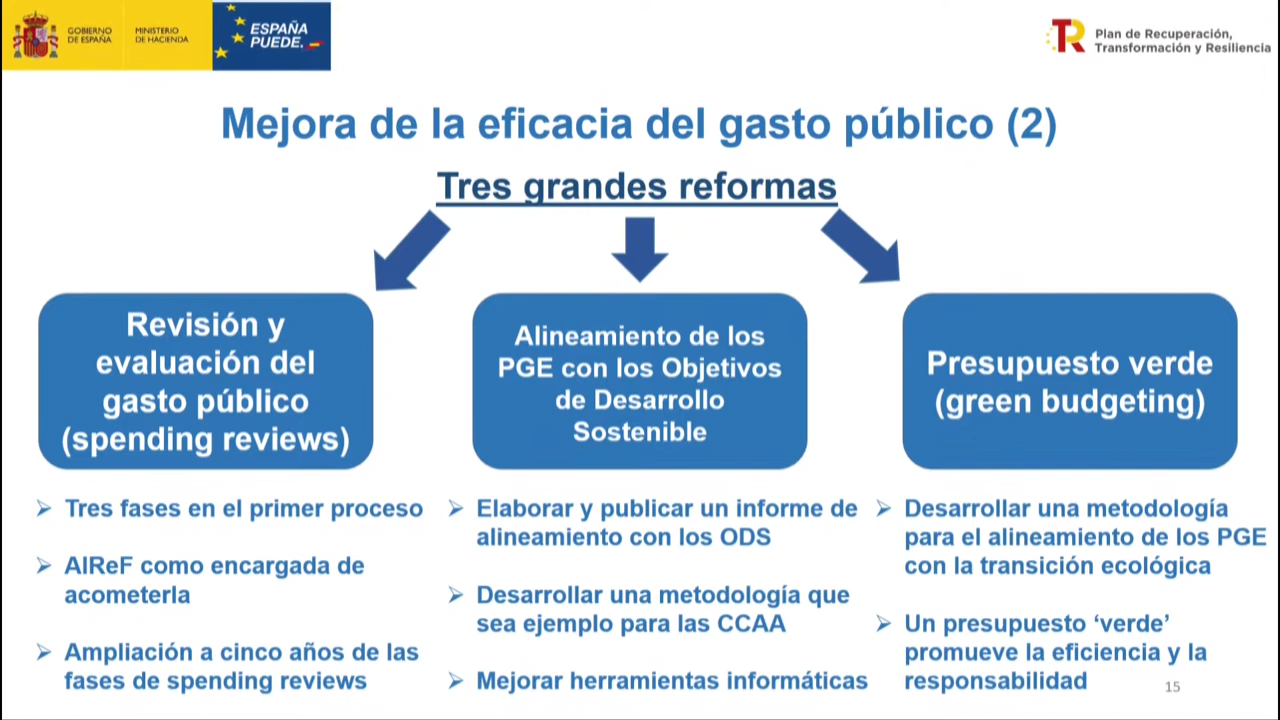 GOBIERNO
DE ESPAÑA
MINISTERIO
DE HACIENDA
ESPAÑA
PUEDE.
TR
Plan de Recuperación,
Transformación y Resiliencia
Mejora de la eficacia del gasto público (2)
Tres grandes reformas
Revisión y
evaluación del
gasto público
(spending reviews)
Alineamiento de los
PGE con los Objetivos
de Desarrollo
Sostenible
Presupuesto verde
(green budgeting)
Tres fases en el primer proceso
AIReF como encargada de
acometerla
Ampliación a cinco años de las
fases de spending reviews
Elaborar y publicar un informe de
alineamiento con los ODS
Desarrollar una metodología que
sea ejemplo para las CCAA
Mejorar herramientas informáticas
Desarrollar una metodología
para el alineamiento de los PGE
con la transición ecológica
Un presupuesto ‘verde’
promueve la eficiencia y la
responsabilidad
15